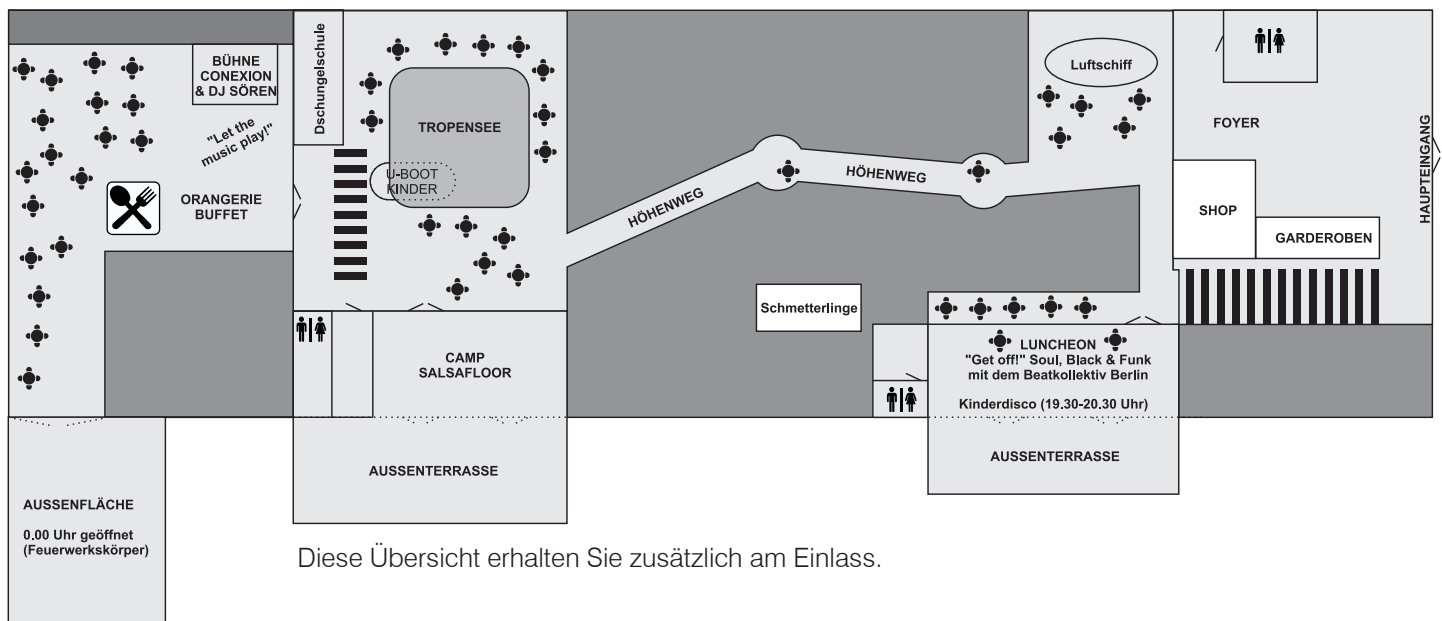 BÜHNE
CONEXION
& DJ SÖREN
"Let the
music play!"
ORANGERIE
BUFFET
Dschungelschule
TROPENSEE
U-BOOT
KINDER
HÖHENWEG
HÖHENWEG
Luftschiff
FOYER
HAUPTEINGANG
SHOP
GARDEROBEN
Schmetterlinge
CAMP
SALSAFLOOR
LUNCHEON
"Get off!" Soul, Black & Funk
mit dem Beatkollektiv Berlin
Kinderdisco (19.30-20.30 Uhr)
AUSSENTERRASSE
AUSSENTERRASSE
AUSSENFLÄCHE
0.00 Uhr geöffnet
(Feuerwerkskörper)
Diese Übersicht erhalten Sie zusätzlich am Einlass.